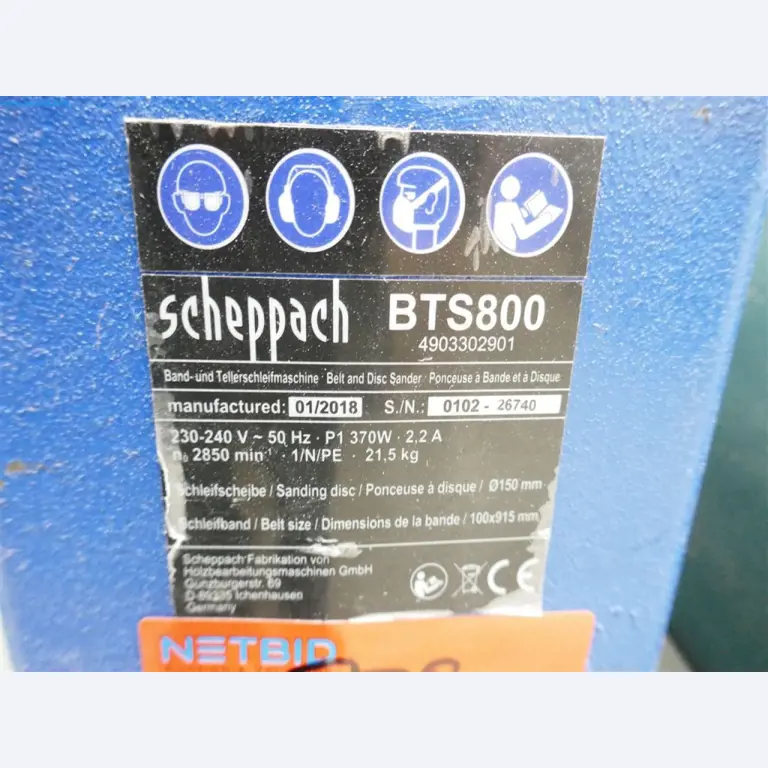 scheppach BTS800
4903302901
Band-und Tellerschleifmaschine · Belt and Disc Sander · Ponceuse à Bande et à Disque
manufactured: 01/2018 S./N.: 0102 - 26740
230-240 V ~ 50 Hz · P1 370W · 2,2 A
n₀ 2850 min⁻¹ · 1/N/PE · 21,5 kg
Schleifscheibe / Sanding disc / Ponceuse à disque / Ø150 mm
Schleifband / Belt size / Dimensions de la bande / 100x915 mm
Scheppach Fabrikation von
Holzbearbeitungsmaschinen GmbH
Günzburgerstr. 69
D-89335 Ichenhausen
Germany
CE
NETBID